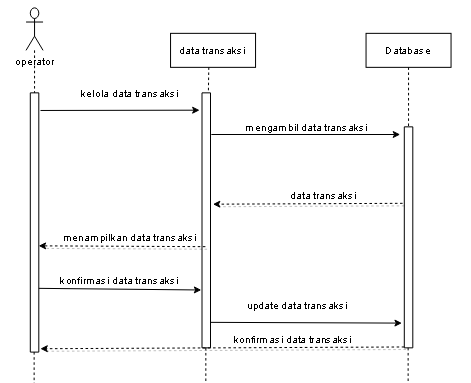 operator
data transaksi
Database
kelola data transaksi
mengambil data transaksi
data transaksi
menampilkan data transaksi
konfirmasi data transaksi
update data transaksi
konfirmasi data transaksi